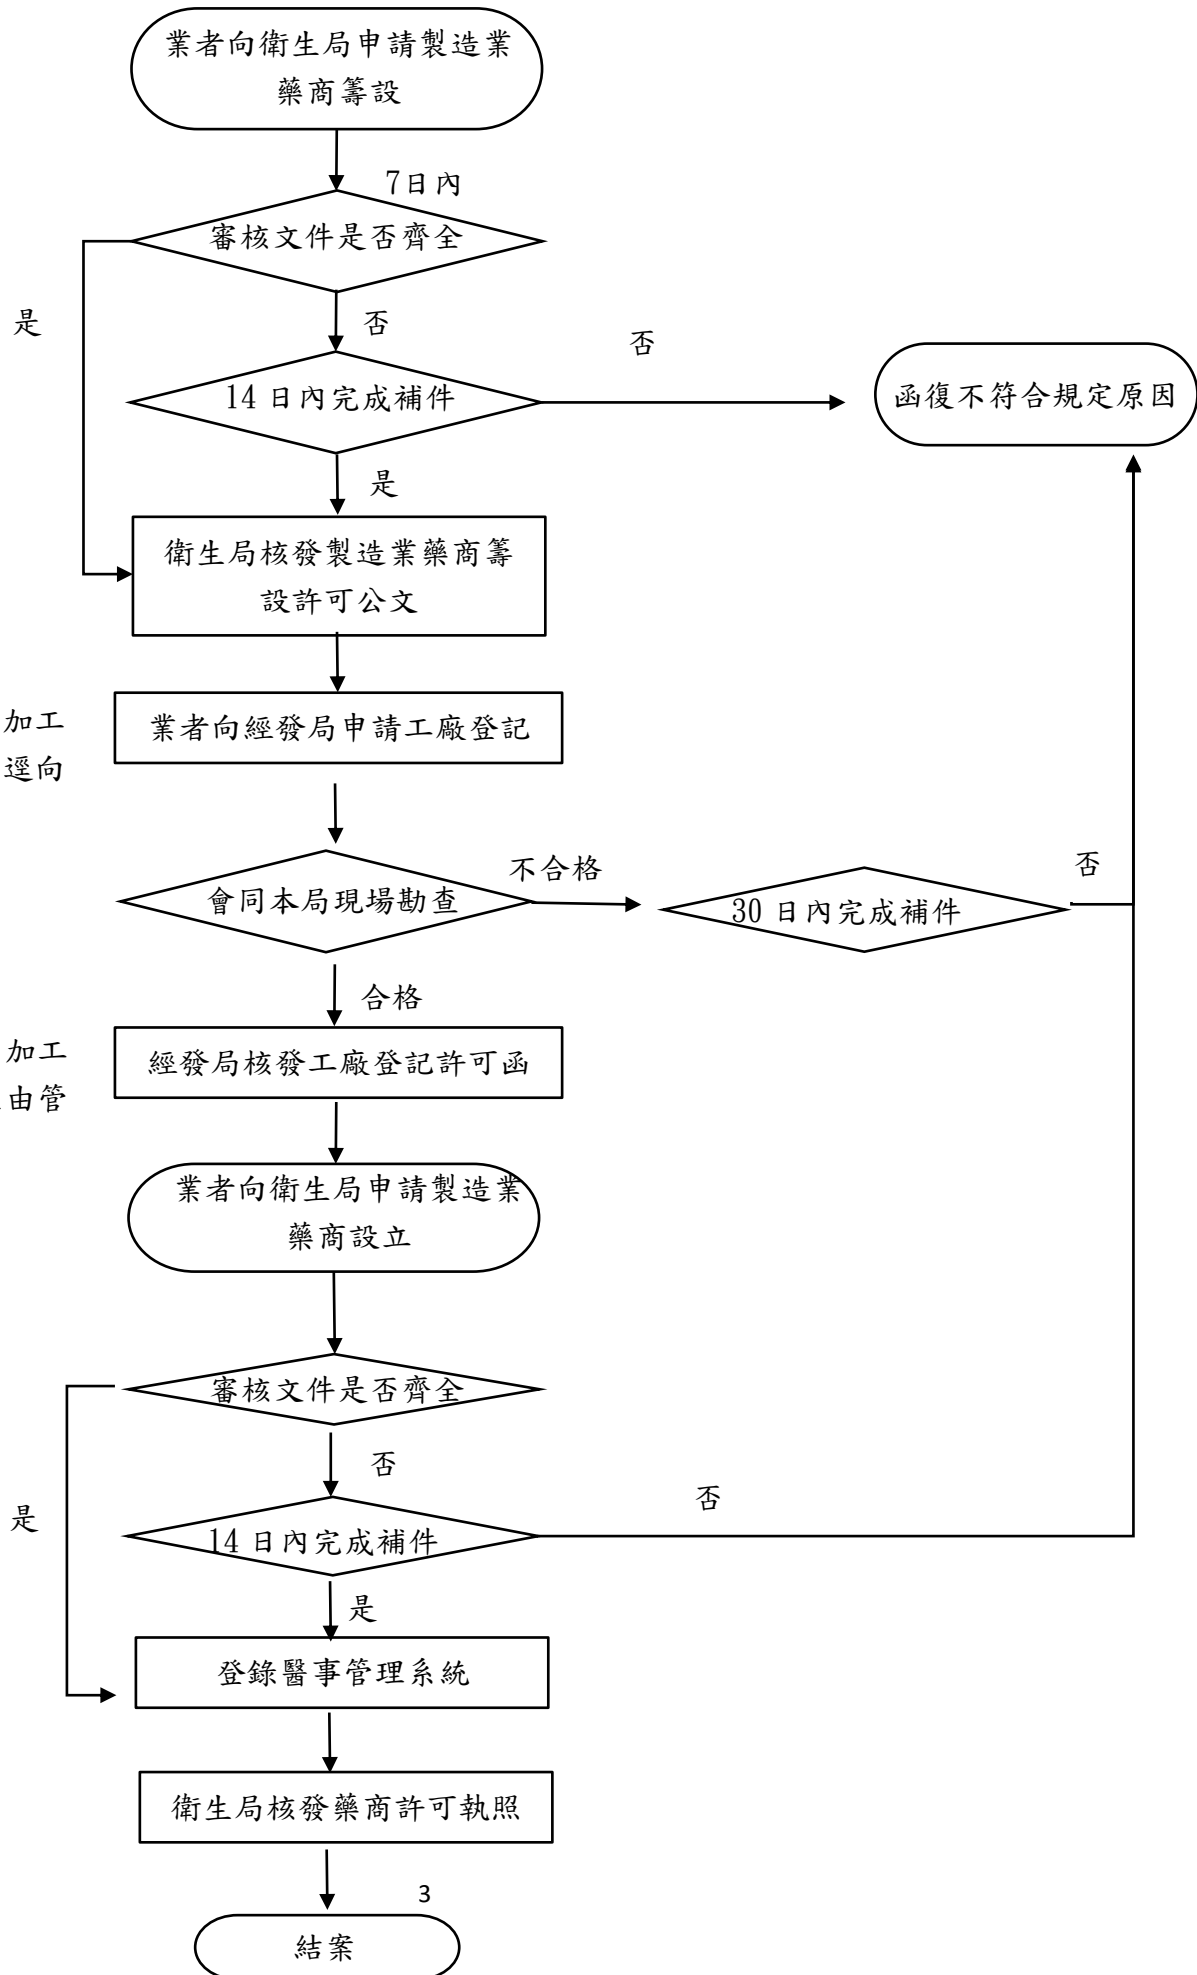 業者向衛生局申請製造業
藥商籌設
7日內
審核文件是否齊全
是
否
否
14 日內完成補件
函復不符合規定原因
是
衛生局核發製造業藥商籌
設許可公文
加工
逕向
業者向經發局申請工廠登記
不合格
否
會同本局現場勘查
30 日內完成補件
合格
加工
由管
經發局核發工廠登記許可函
業者向衛生局申請製造業
藥商設立
審核文件是否齊全
否
否
是
14 日內完成補件
是
登錄醫事管理系統
衛生局核發藥商許可執照
3
結案